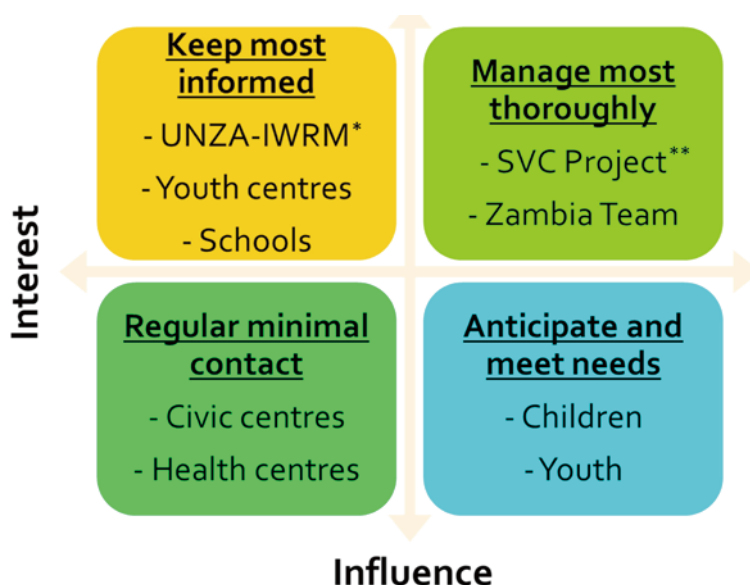 Keep most
informed
- UNZA-IWRM*
- Youth centres
- Schools
Manage most
thoroughly
- SVC Project**
- Zambia Team
Interest
Regular minimal
contact
- Civic centres
- Health centres
Anticipate and
meet needs
- Children
- Youth
Influence